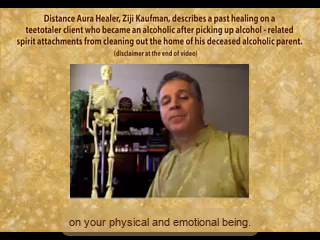 Distance Aura Healer, Ziji Kaufman, describes a past healing on a
teetotaler client who became an alcoholic after picking up alcohol - related
spirit attachments from cleaning out the home of his deceased alcoholic parent.
(disclaimer at the end of video)
on your physical and emotional being.